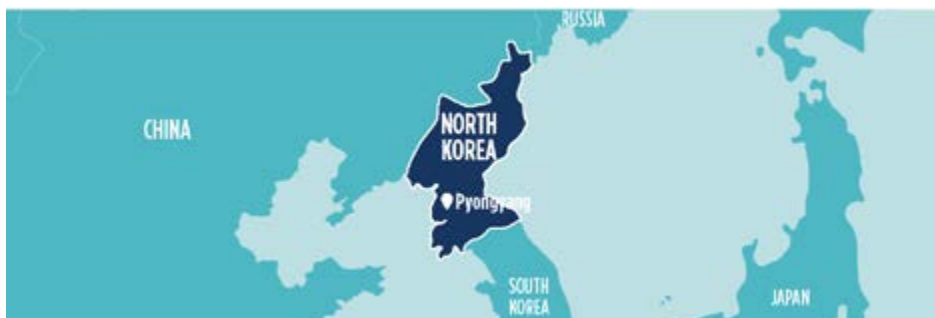 RUSSIA
CHINA
NORTH
KOREA
Pyongyang
SOUTH
KOREA
JAPAN